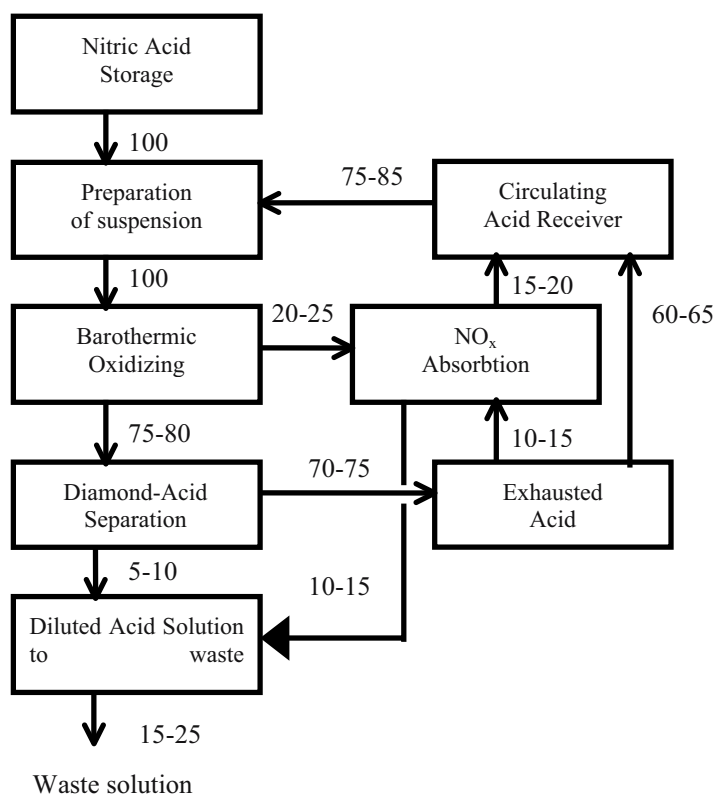 Nitric Acid
Storage
100
Preparation
of suspension
75-85
Circulating
Acid Receiver
100
15-20
60-65
Barothermic
Oxidizing
20-25
NOx
Absorbtion
75-80
10-15
Diamond-Acid
Separation
70-75
Exhausted
Acid
5-10
10-15
Diluted Acid Solution
to waste
15-25
Waste solution